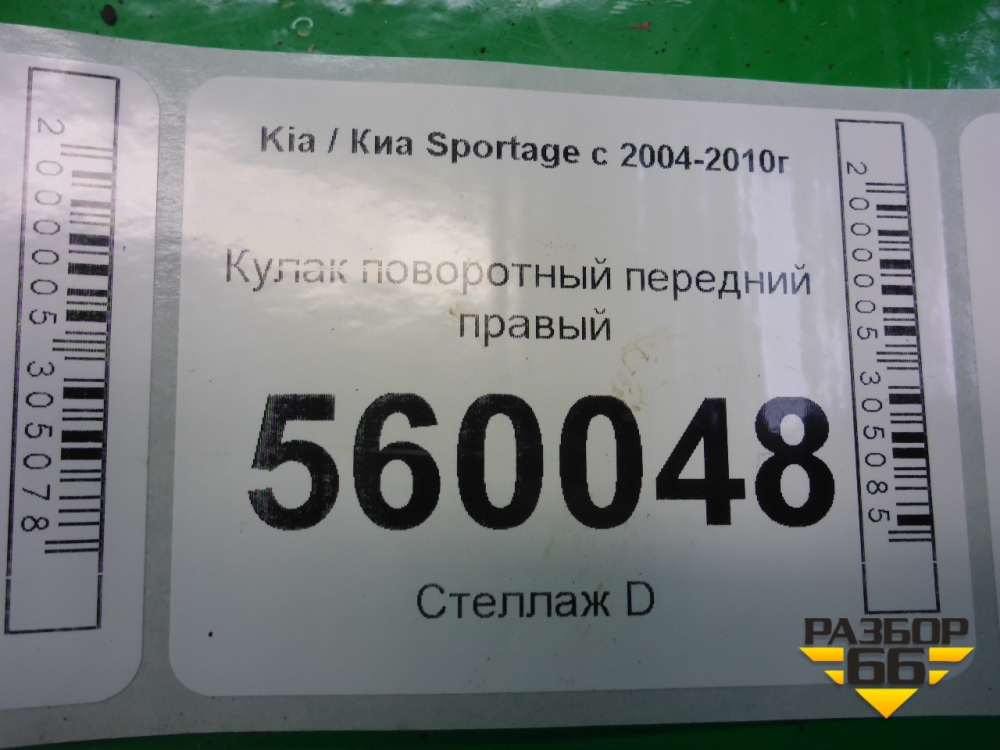 2000005305078
Kia / Киа Sportage с 2004-2010г
Кулак поворотный передний
правый
560048
Стеллаж D
2000005305085
РАЗБОР
66